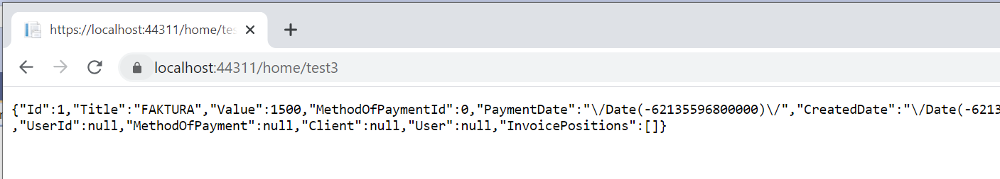 https://localhost:44311/home/tes
localhost:44311/home/test3
{"Id":1,"Title":"FAKTURA","Value":1500,"MethodOfPaymentId":0,"PaymentDate":"\/Date(-62135596800000)\/","CreatedDate":"\/Date(-6213
,"UserId":null,"MethodOfPayment":null,"Client":null,"User":null,"InvoicePositions":[]}